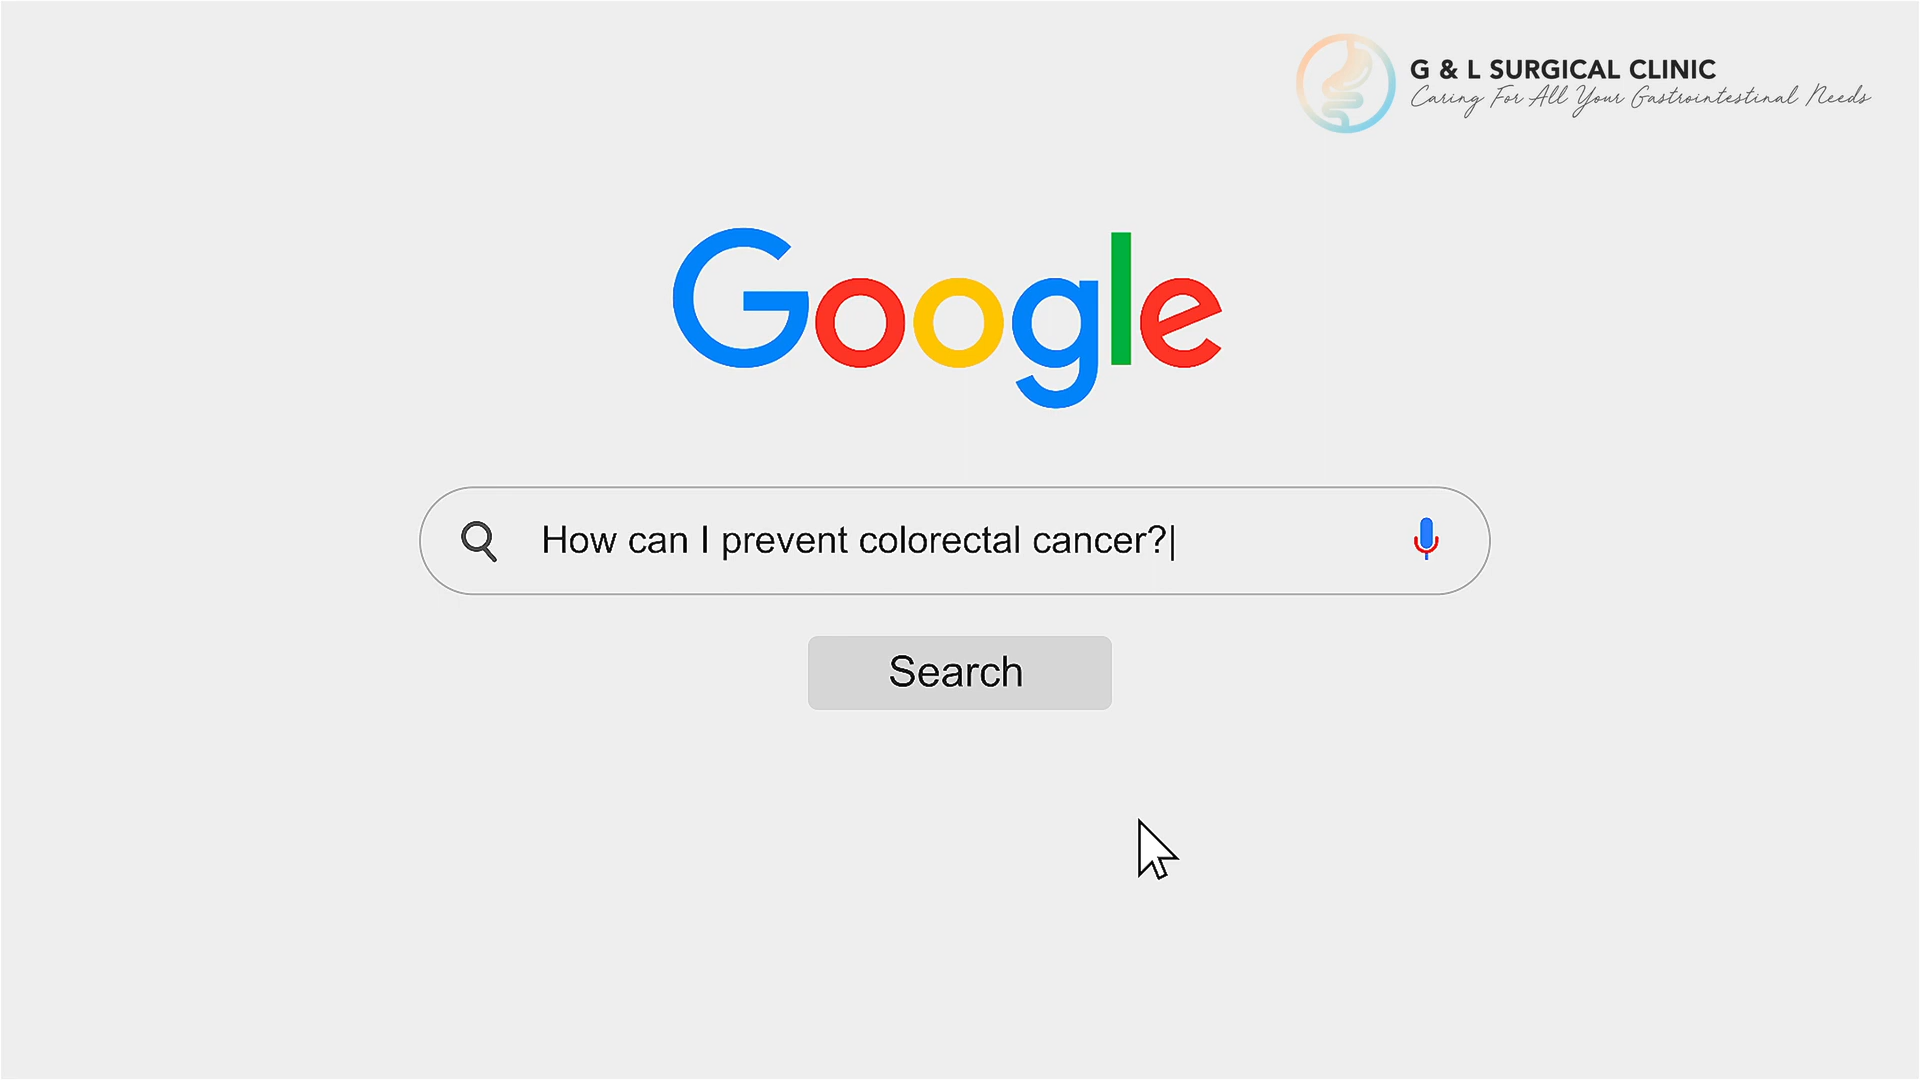 G & L SURGICAL CLINIC
Caring For All Your Gastrointestinal Needs
Google
How can I prevent colorectal cancer?
Search